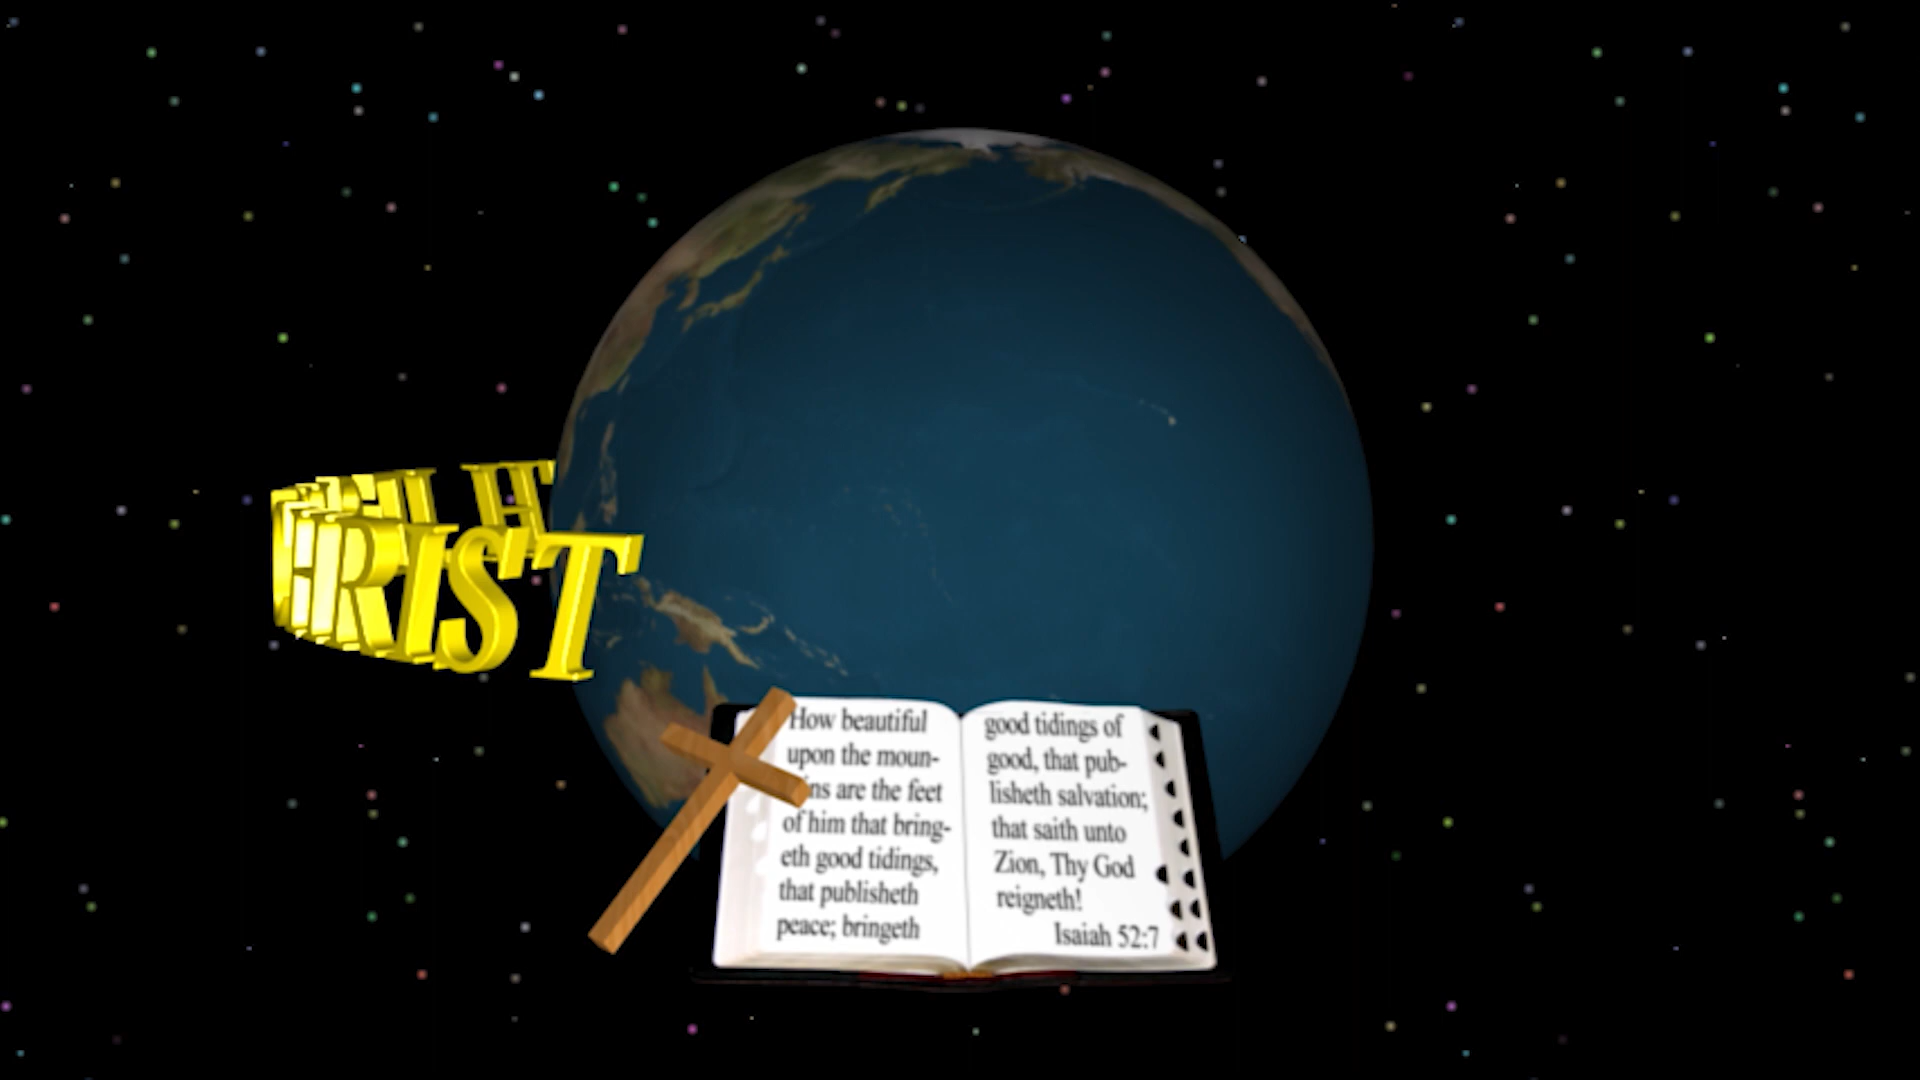 CHRIST
How beautiful
upon the moun-
ins are the feet
of him that bring-
eth good tidings,
that publisheth
peace; bringeth
good tidings of
good, that pub-
lisheth salvation;
that saith unto
Zion, Thy God
reigneth!
Isaiah 52:7